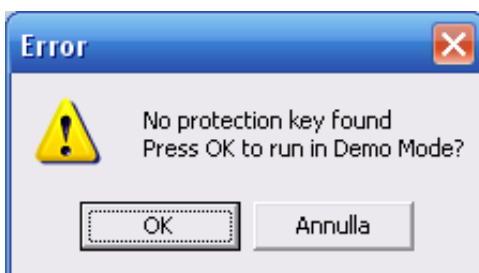 Error
No protection key found
Press OK to run in Demo Mode?
OK
Annulla